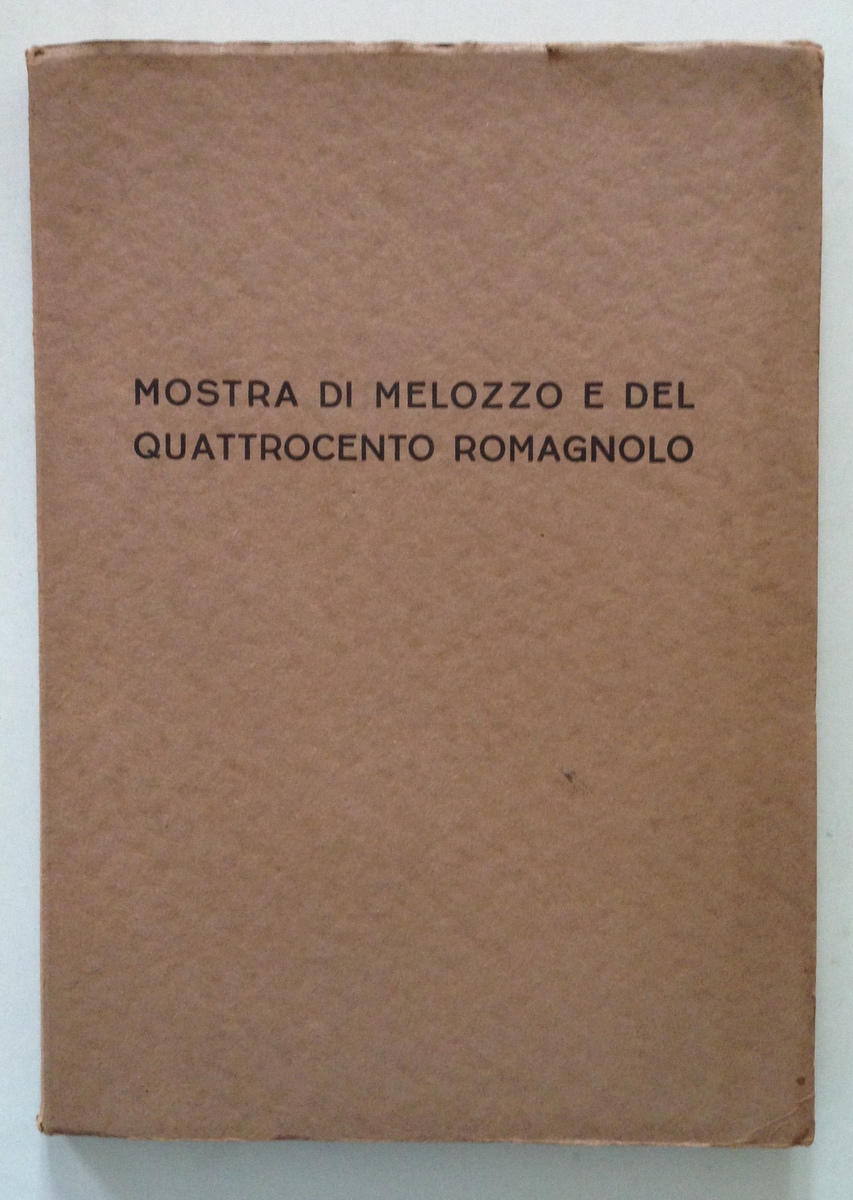 MOSTRA DI MELOZZO E DEL
QUATTROCENTO ROMAGNOLO